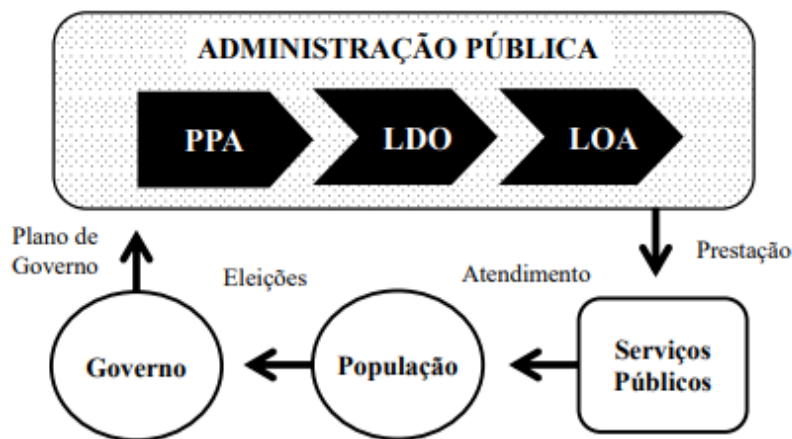 ADMINISTRAÇÃO PÚBLICA
PPA
LDO
LOA
Plano de
Governo
Eleições
Atendimento
Prestação
Governo
População
Serviços
Públicos